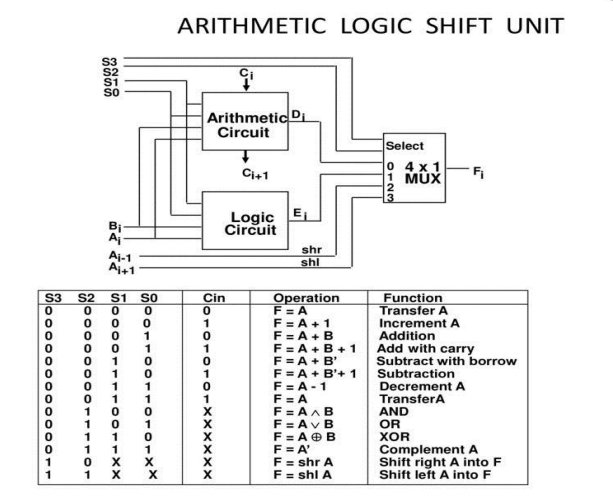 ARITHMETIC LOGIC SHIFT UNIT
S3
S2
S1
S0
Ci
Arithmetic Circuit
Di
Ci+1
Select
0 4 x 1
1 MUX
2
3
Fi
Logic Circuit
Ei
Bi
Ai
Ai-1
Ai+1
shr
shl
S3 S2 S1 S0 Cin Operation Function
0 0 0 0 0 F = A Transfer A
0 0 0 0 1 F = A + 1 Increment A
0 0 0 1 0 F = A + B Addition
0 0 0 1 1 F = A + B + 1 Add with carry
0 0 1 0 0 F = A + B' Subtract with borrow
0 0 1 0 1 F = A + B'+ 1 Subtraction
0 0 1 1 0 F = A - 1 Decrement A
0 0 1 1 1 F = A TransferA
0 1 0 0 X F = A ∧ B AND
0 1 0 1 X F = A ∨ B OR
0 1 1 0 X F = A ⊕ B XOR
0 1 1 1 X F = A' Complement A
1 0 X X X F = shr A Shift right A into F
1 1 X X X F = shl A Shift left A into F